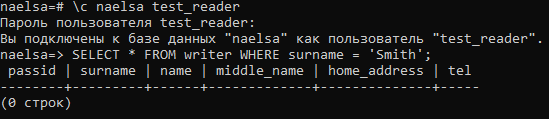 naelsa=# \c naelsa test_reader
Пароль пользователя test_reader:
Вы подключены к базе данных "naelsa" как пользователь "test_reader".
naelsa=> SELECT * FROM writer WHERE surname = 'Smith';
 passid | surname | name | middle_name | home_address | tel
--------+---------+------+-------------+--------------+-----
(0 строк)